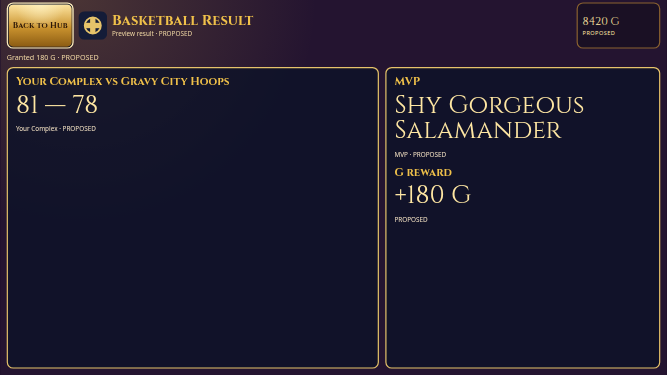 Back to Hub
Basketball Result
Preview result · PROPOSED
8420 G
PROPOSED
Granted 180 G · PROPOSED
Your Complex vs Gravy City Hoops
81 — 78
Your Complex · PROPOSED
MVP
Shy Gorgeous
Salamander
MVP · PROPOSED
G reward
+180 G
PROPOSED